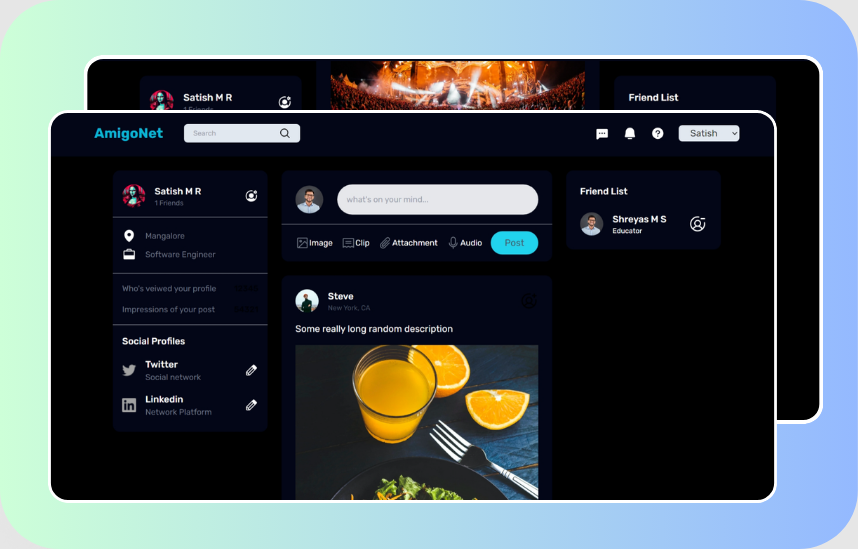 Satish M R
1 Friends
Friend List
AmigoNet
Search
Satish
Satish M R
1 Friends
Mangalore
Software Engineer
Who's veiwed your profile
Impressions of your post
Social Profiles
Twitter
Social network
Linkedin
Network Platform
what's on your mind...
Image Clip Attachment Audio Post
Steve
New York, CA
Some really long random description
Friend List
Shreyas M S
Educator